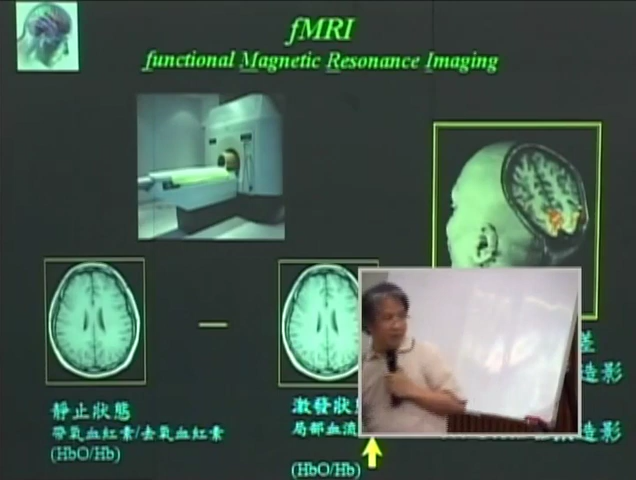 fMRI
functional Magnetic Resonance Imaging
靜止狀態
帶氧血紅素/去氧血紅素
(HbO/Hb)
激發狀
局部血流
(HbO/Hb)
差
造影
造影